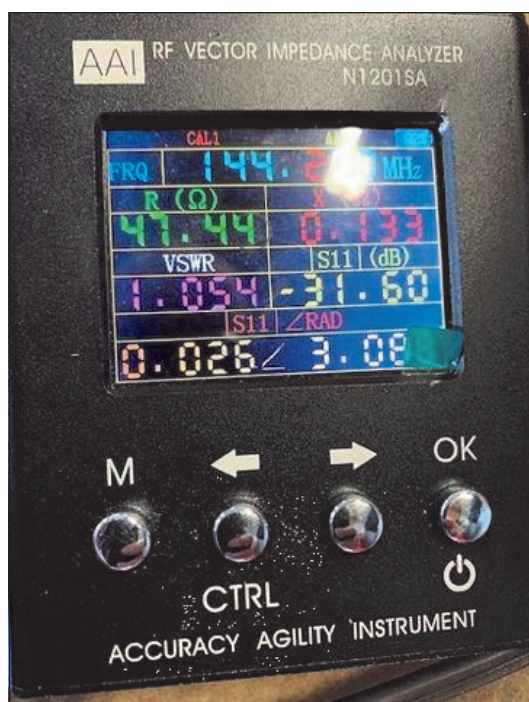 AAI RF VECTOR IMPEDANCE ANALYZER
N1201SA
CAL1
FRQ 144. MHz
R (Ω) X
47.44 0.133
VSWR |S11| (dB)
1.054 -31.60
|S11| ∠RAD
0.026∠ 3.08
M ← → OK
CTRL
ACCURACY AGILITY INSTRUMENT